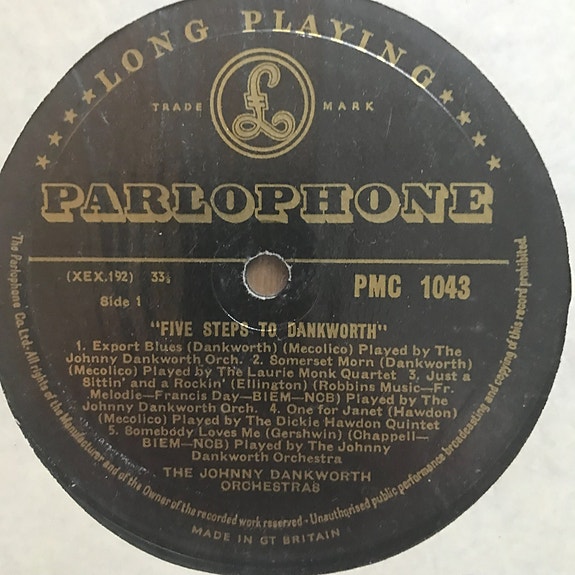 LONG PLAYING
TRADE MARK
£
PARLOPHONE
(XEX.192) 33⅓
Side 1
PMC 1043
"FIVE STEPS TO DANKWORTH"
1. Export Blues (Dankworth) (Mecolico) Played by The
Johnny Dankworth Orch. 2. Somerset Morn (Dankworth)
(Mecolico) Played by The Laurie Monk Quartet 3. Just a
Sittin' and a Rockin' (Ellington) (Robbins Music—Fr.
Melodie—Francis Day—BIEM—NCB) Played by The
Johnny Dankworth Orch. 4. One for Janet (Hawdon)
(Mecolico) Played by The Dickie Hawdon Quintet
5. Somebody Loves Me (Gershwin) (Chappell—
BIEM—NCB) Played by The Johnny
Dankworth Orchestra
THE JOHNNY DANKWORTH
ORCHESTRAS
The Parlophone Co. Ltd. All rights of the Manufacturer and of the Owner of the recorded work reserved - Unauthorised public performance broadcasting and copying of this record prohibited.
MADE IN GT BRITAIN